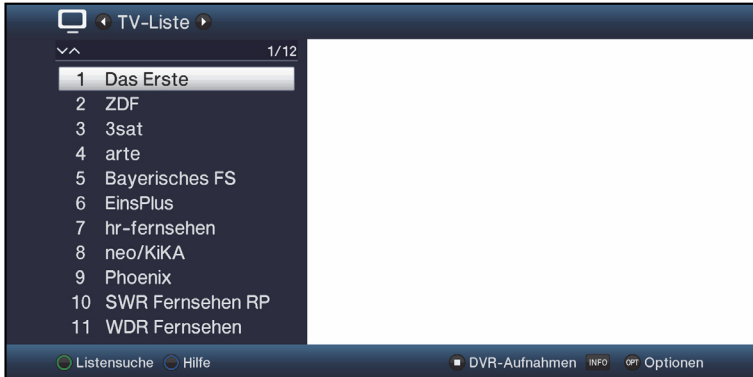 TV-Liste
1/12
1 Das Erste
2 ZDF
3 3sat
4 arte
5 Bayerisches FS
6 EinsPlus
7 hr-fernsehen
8 neo/KiKA
9 Phoenix
10 SWR Fernsehen RP
11 WDR Fernsehen
Listensuche Hilfe DVR-Aufnahmen INFO OPT Optionen